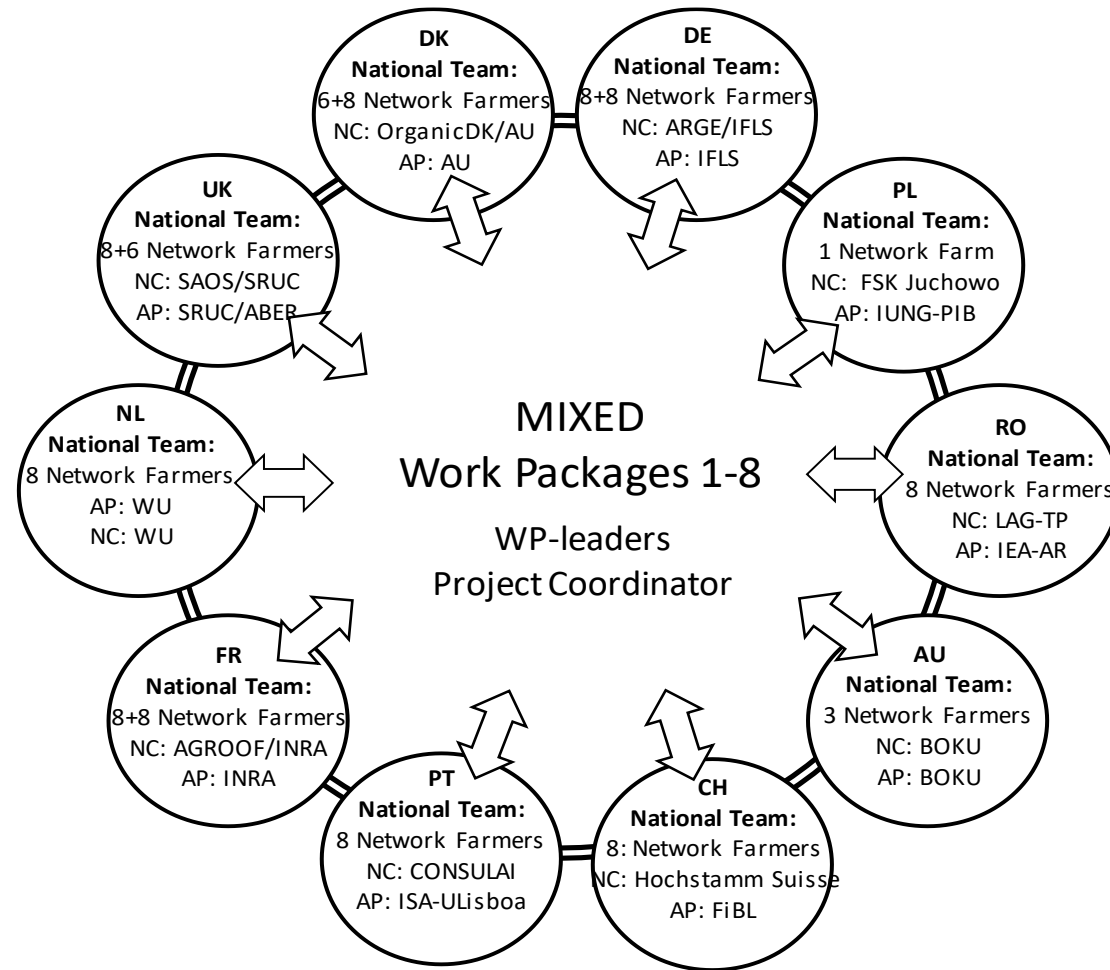 DK
National Team:
6+8 Network Farmers
NC: OrganicDK/AU
AP: AU
DE
National Team:
8+8 Network Farmers
NC: ARGE/IFLS
AP: IFLS
UK
National Team:
8+6 Network Farmers
NC: SAOS/SRUC
AP: SRUC/ABER
PL
National Team:
1 Network Farm
NC: FSK Juchowo
AP: IUNG-PIB
NL
National Team:
8 Network Farmers
AP: WU
NC: WU
MIXED
Work Packages 1-8
WP-leaders
Project Coordinator
RO
National Team:
8 Network Farmers
NC: LAG-TP
AP: IEA-AR
FR
National Team:
8+8 Network Farmers
NC: AGROOF/INRA
AP: INRA
AU
National Team:
3 Network Farmers
NC: BOKU
AP: BOKU
PT
National Team:
8 Network Farmers
NC: CONSULAI
AP: ISA-ULisboa
CH
National Team:
8: Network Farmers
NC: Hochstamm Suisse
AP: FiBL